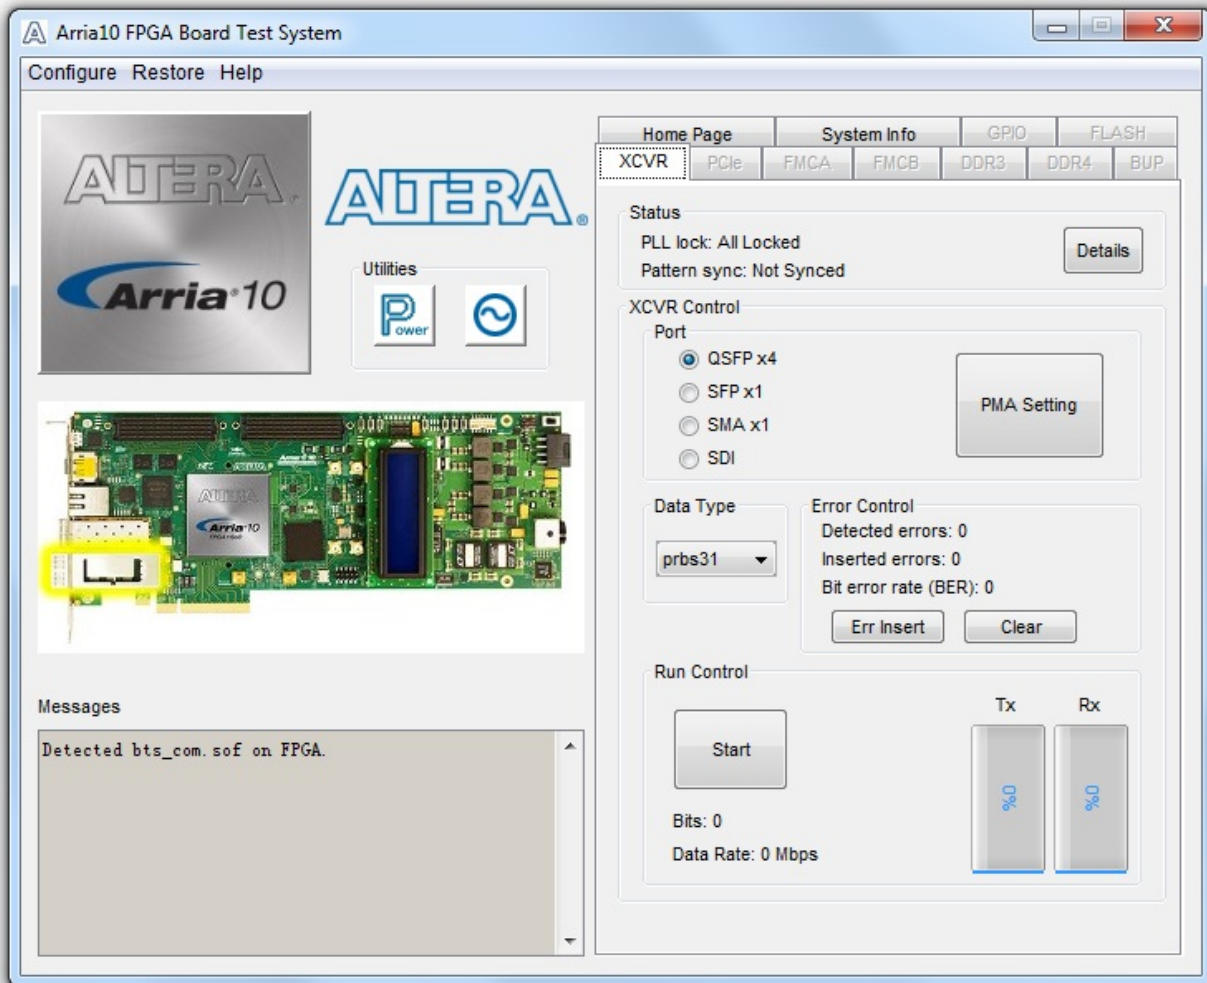 Arria10 FPGA Board Test System
Configure Restore Help
ALTERA®
Arria® 10
ALTERA®
Utilities
Power
ALTERA
Arria 10
Messages
Detected bts_com.sof on FPGA.
Home Page System Info GPIO FLASH
XCVR PCIe FMCA FMCB DDR3 DDR4 BUP
Status
PLL lock: All Locked
Pattern sync: Not Synced
Details
XCVR Control
Port
QSFP x4
SFP x1
SMA x1
SDI
PMA Setting
Data Type
prbs31
Error Control
Detected errors: 0
Inserted errors: 0
Bit error rate (BER): 0
Err Insert Clear
Run Control
Start
Tx Rx
0% 0%
Bits: 0
Data Rate: 0 Mbps